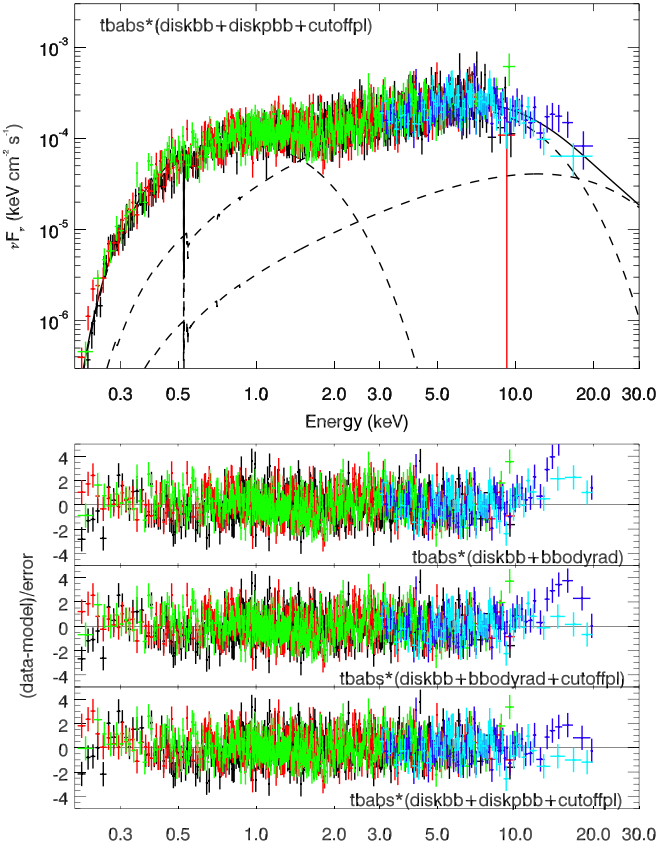 tbabs*(diskbb+diskpbb+cutoffpl)
10⁻³
10⁻⁴
10⁻⁵
10⁻⁶
νFᵥ (keV cm⁻² s⁻¹)
0.3 0.5 1.0 2.0 3.0 5.0 10.0 20.0 30.0
Energy (keV)
4
2
0
-2
-4
tbabs*(diskbb+bbodyrad)
4
2
0
-2
-4
tbabs*(diskbb+bbodyrad+cutoffpl)
4
2
0
-2
-4
tbabs*(diskbb+diskpbb+cutoffpl)
(data-model)/error
0.3 0.5 1.0 2.0 3.0 5.0 10.0 20.0 30.0